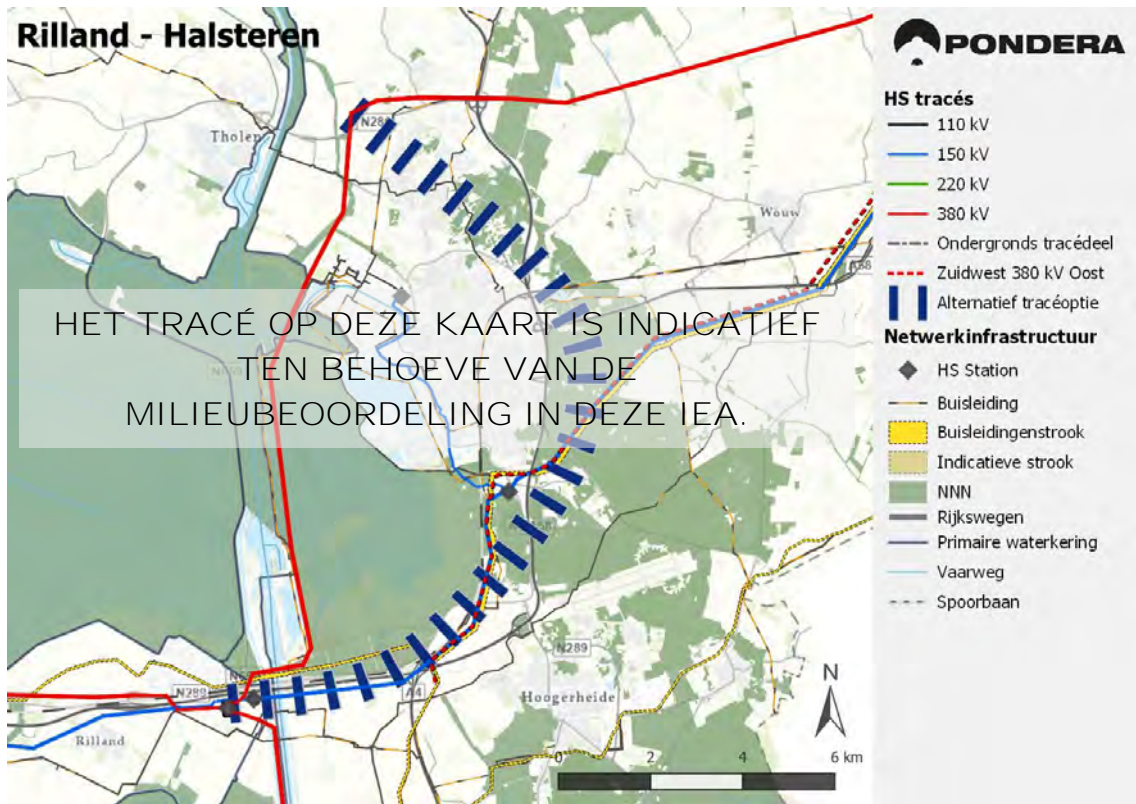 Rilland - Halsteren
PONDERA
HS tracés
110 kV
150 kV
220 kV
380 kV
Ondergronds tracédeel
Zuidwest 380 kV Oost
Alternatief tracéoptie
Netwerkinfrastructuur
HS Station
Buisleiding
Buisleidingenstrook
Indicatieve strook
NNN
Rijkswegen
Primaire waterkering
Vaarweg
Spoorbaan
Tholen
Wouw
HET TRACÉ OP DEZE KAART IS INDICATIEF
TEN BEHOEVE VAN DE
MILIEUBEOORDELING IN DEZE IEA.
N289
Hoogerheide
N289
A4
Rilland
N
0 2 4 6 km